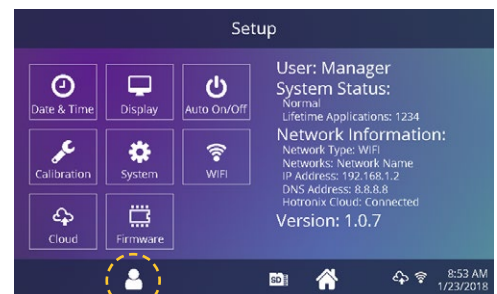 Setup
Date & Time
Display
Auto On/Off
Calibration
System
WIFI
Cloud
Firmware
User: Manager
System Status:
Normal
Lifetime Applications: 1234
Network Information:
Network Type: WIFI
Networks: Network Name
IP Address: 192.168.1.2
DNS Address: 8.8.8.8
Hotronix Cloud: Connected
Version: 1.0.7
SD
8:53 AM
1/23/2018